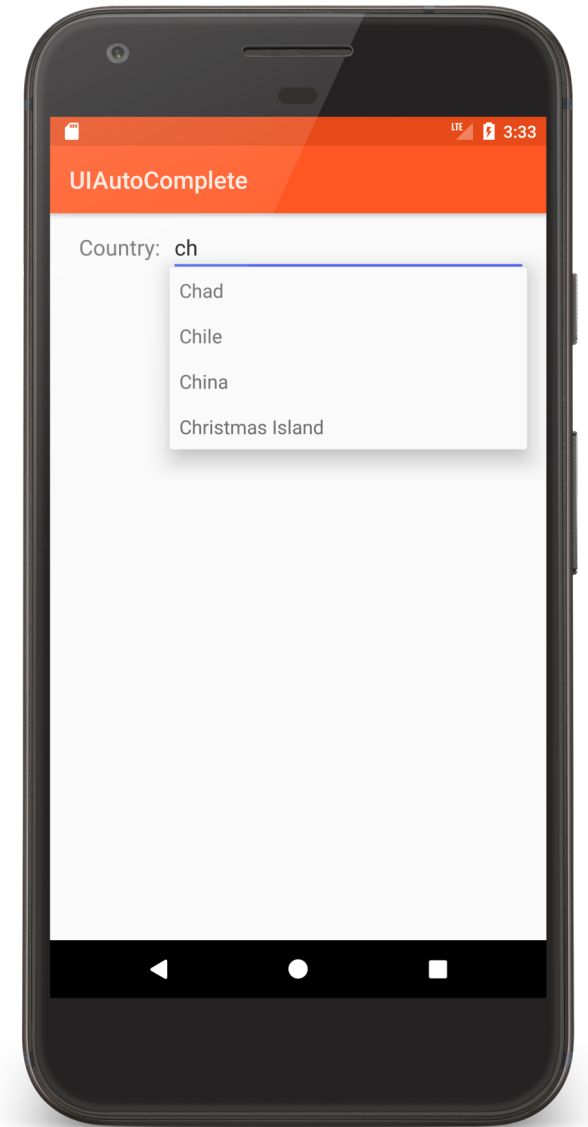 LTE 3:33
UIAutoComplete
Country: ch
Chad
Chile
China
Christmas Island